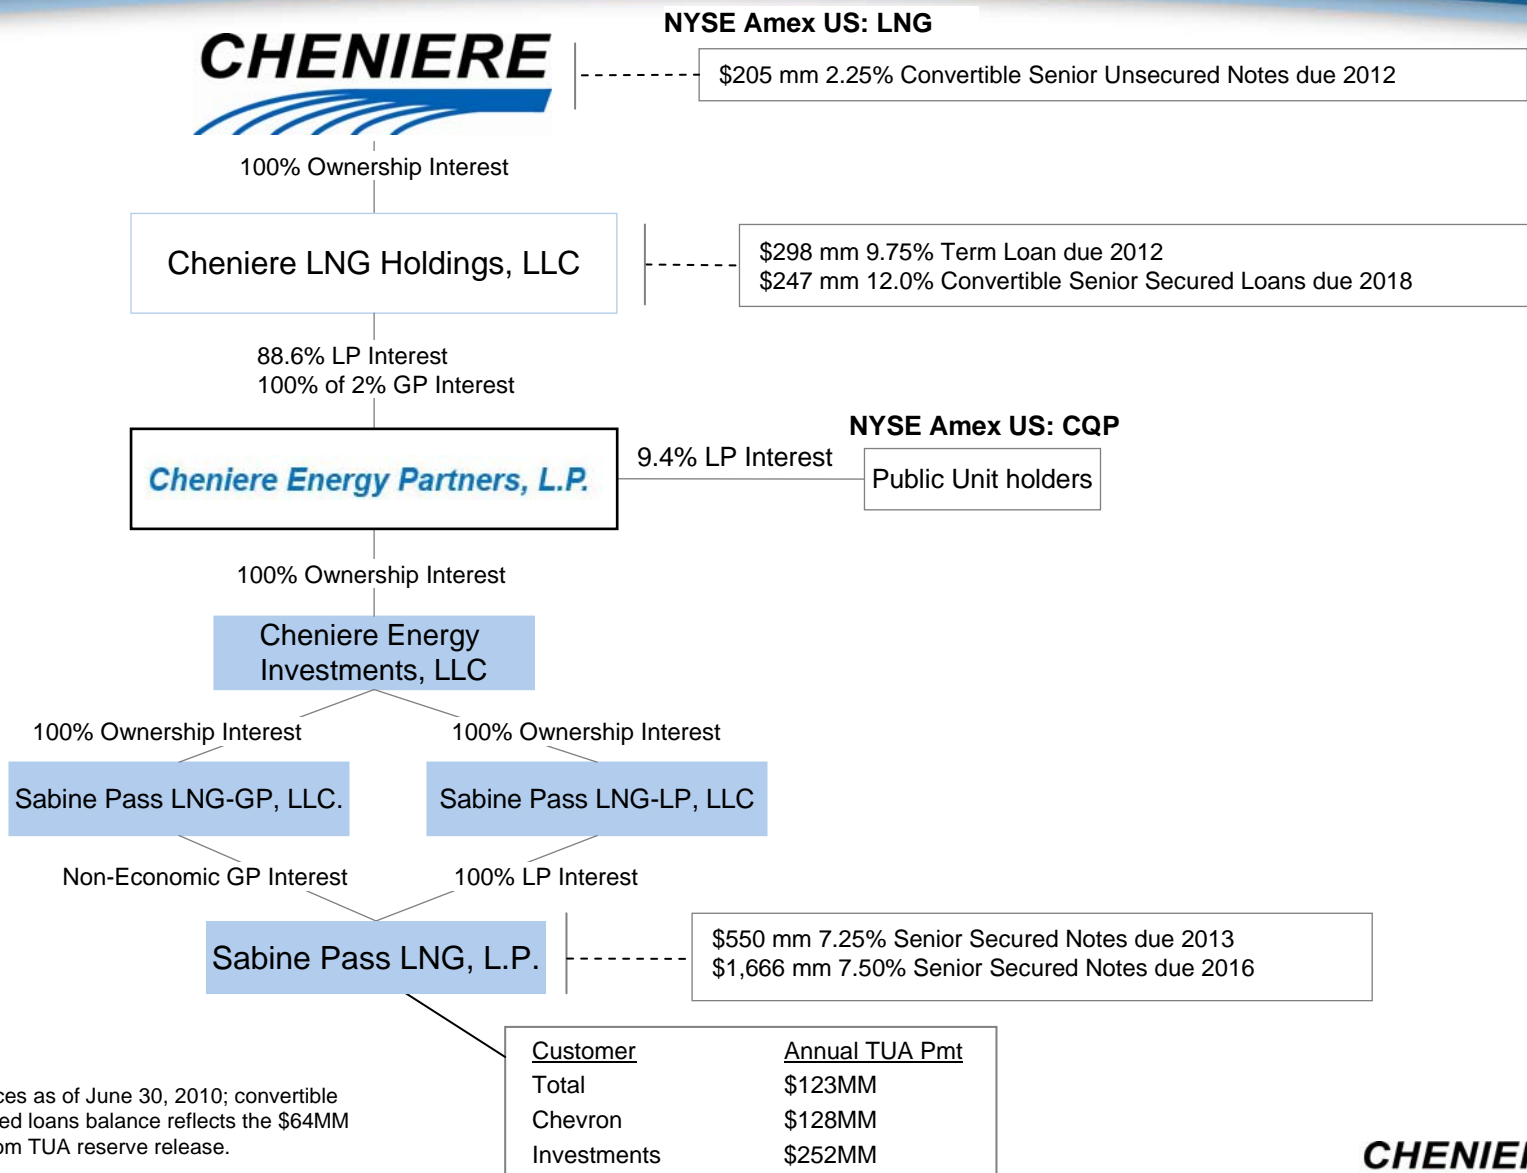 NYSE Amex US: LNG
CHENIERE
$205 mm 2.25% Convertible Senior Unsecured Notes due 2012
100% Ownership Interest
Cheniere LNG Holdings, LLC
$298 mm 9.75% Term Loan due 2012
$247 mm 12.0% Convertible Senior Secured Loans due 2018
88.6% LP Interest
100% of 2% GP Interest
NYSE Amex US: CQP
Cheniere Energy Partners, L.P.
9.4% LP Interest
Public Unit holders
100% Ownership Interest
Cheniere Energy
Investments, LLC
100% Ownership Interest
100% Ownership Interest
Sabine Pass LNG-GP, LLC.
Sabine Pass LNG-LP, LLC
Non-Economic GP Interest
100% LP Interest
Sabine Pass LNG, L.P.
$550 mm 7.25% Senior Secured Notes due 2013
$1,666 mm 7.50% Senior Secured Notes due 2016
Customer Annual TUA Pmt
Total $123MM
Chevron $128MM
Investments $252MM
as of June 30, 2010; convertible
loans balance reflects the $64MM
TUA reserve release.